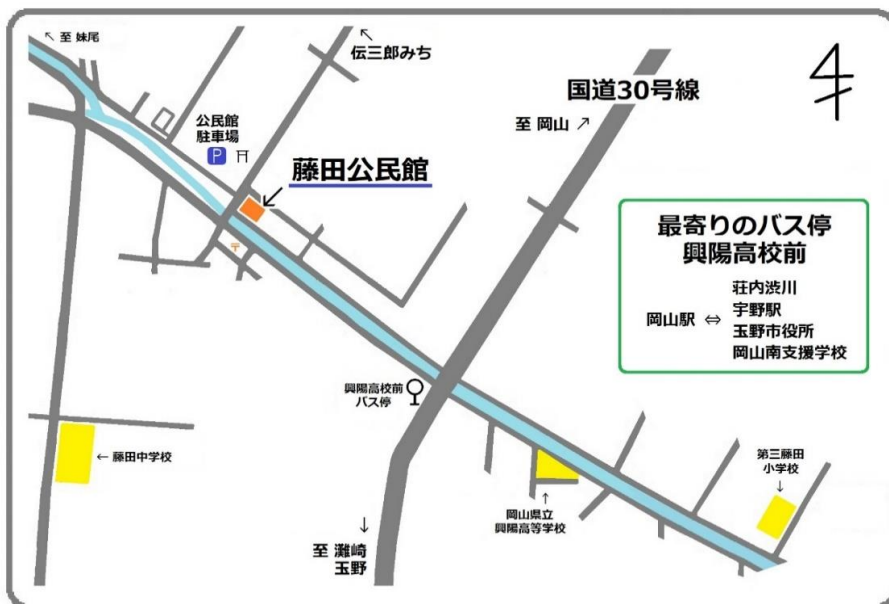 ↖ 至 妹尾
↖
伝三郎みち
国道30号線
至 岡山 ↗
公民館
駐車場
P
藤田公民館
〒
最寄りのバス停
興陽高校前
岡山駅 ⇔
荘内渋川
宇野駅
玉野市役所
岡山南支援学校
興陽高校前
バス停
← 藤田中学校
↓
至 灘崎
玉野
↑
岡山県立
興陽高等学校
第三藤田
小学校
↓